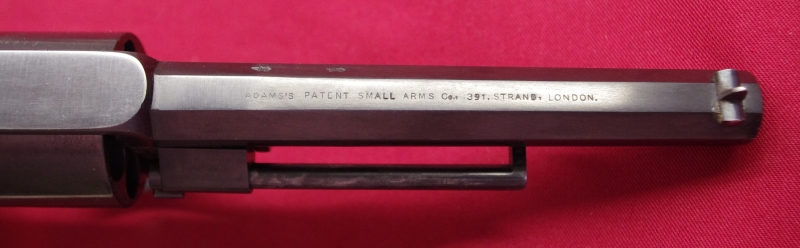 ADAMS'S PATENT SMALL ARMS Co., 391. STRAND, LONDON.